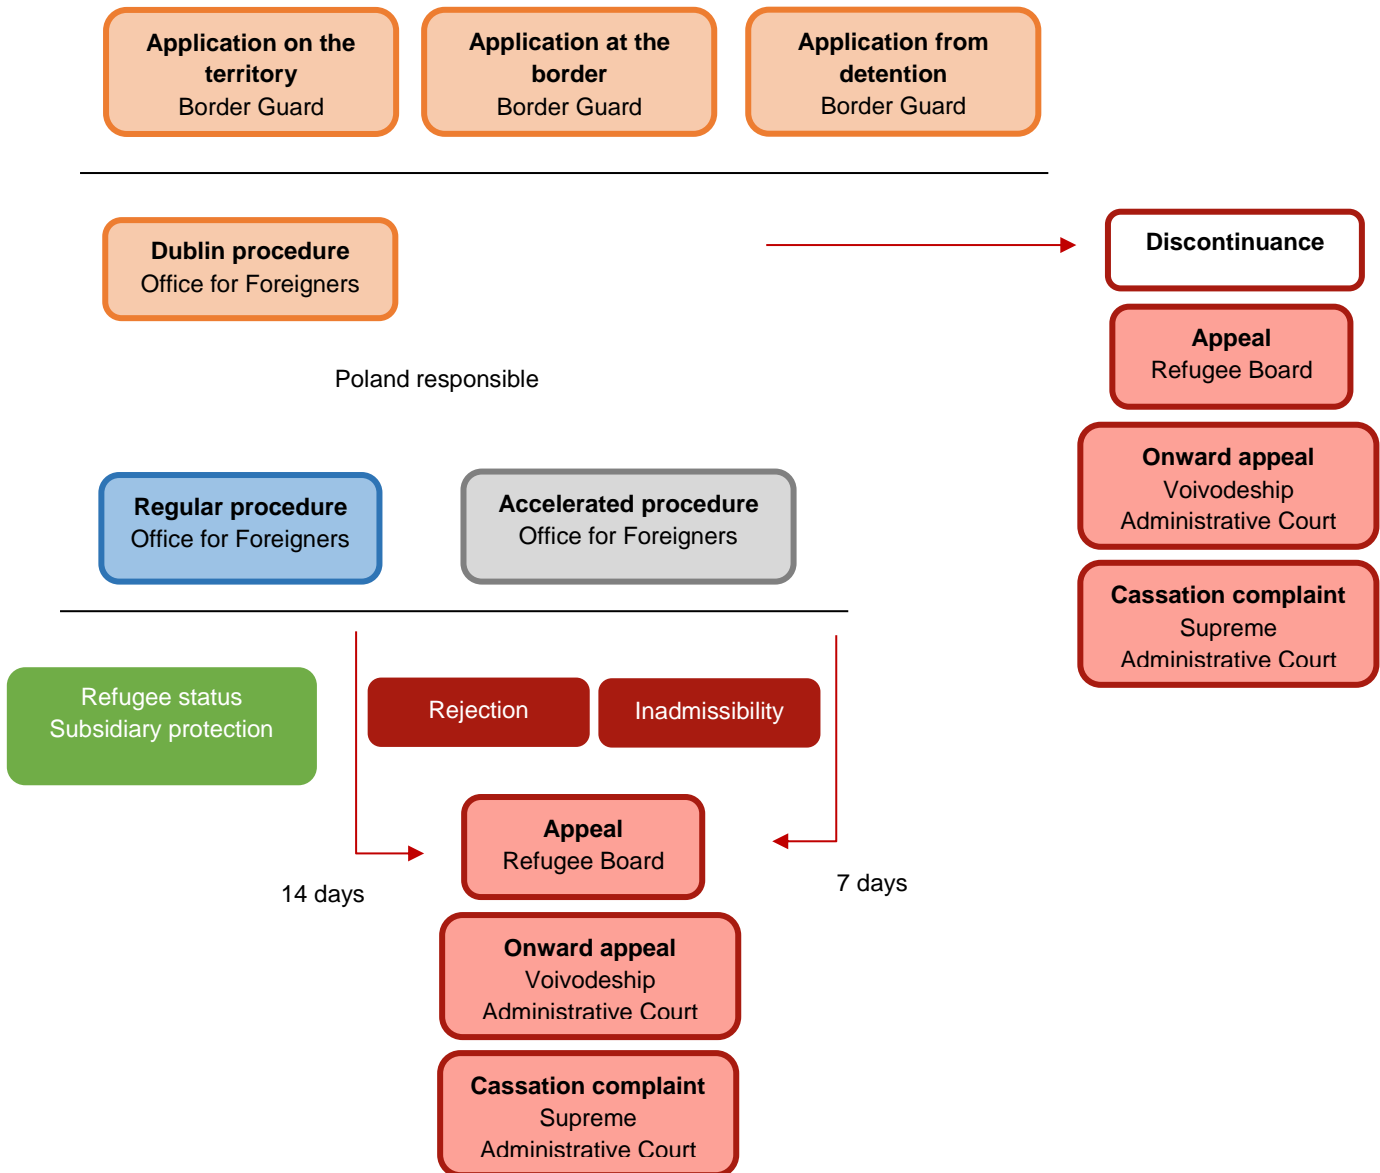 Application on the
territory
Border Guard
Application at the
border
Border Guard
Application from
detention
Border Guard
Dublin procedure
Office for Foreigners
Discontinuance
Appeal
Refugee Board
Poland responsible
Onward appeal
Voivodeship
Administrative Court
Regular procedure
Office for Foreigners
Accelerated procedure
Office for Foreigners
Cassation complaint
Supreme
Administrative Court
Refugee status
Subsidiary protection
Rejection
Inadmissibility
Appeal
Refugee Board
14 days
7 days
Onward appeal
Voivodeship
Administrative Court
Cassation complaint
Supreme
Administrative Court